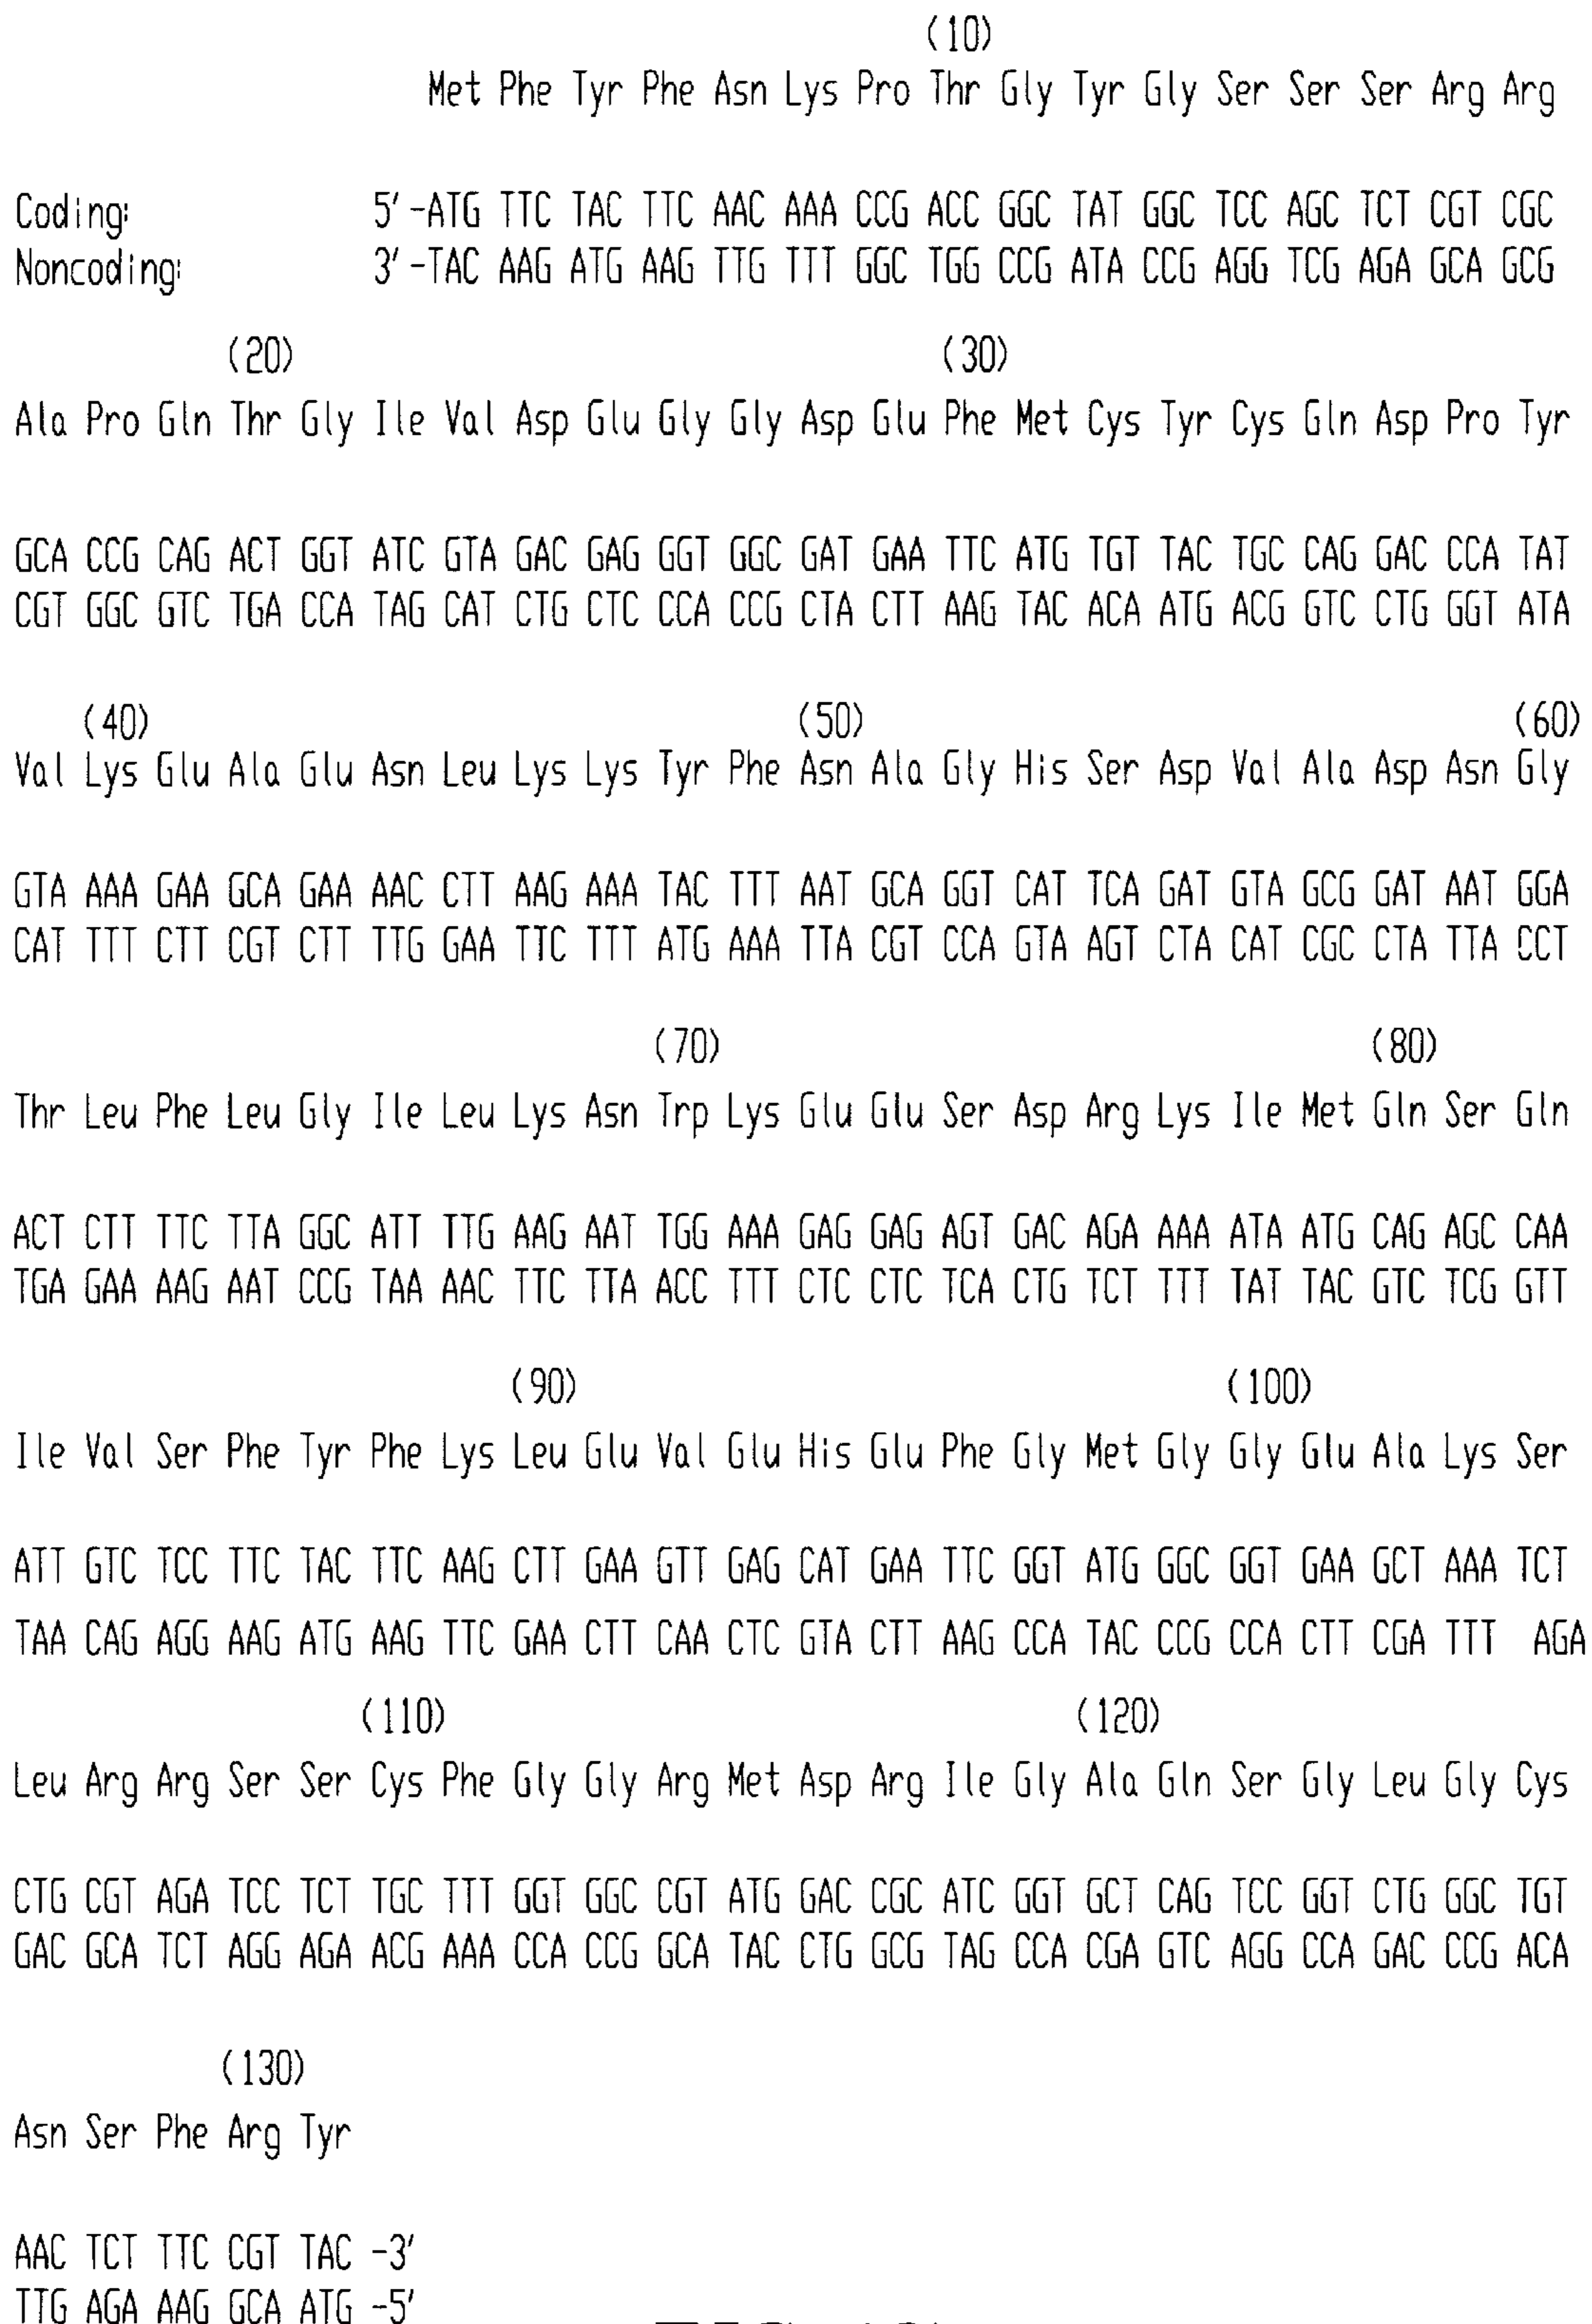 (10)
Met Phe Tyr Phe Asn Lys Pro Thr Gly Tyr Gly Ser Ser Ser Arg Arg
Coding: 5'-ATG TTC TAC TTC AAC AAA CCG ACC GGC TAT GGC TCC AGC TCT CGT CGC
Noncoding: 3'-TAC AAG ATG AAG TTG TTT GGC TGG CCG ATA CCG AGG TCG AGA GCA GCG
(20) (30)
Ala Pro Gln Thr Gly Ile Val Asp Glu Gly Gly Asp Glu Phe Met Cys Tyr Cys Gln Asp Pro Tyr
GCA CCG CAG ACT GGT ATC GTA GAC GAG GGT GGC GAT GAA TTC ATG TGT TAC TGC CAG GAC CCA TAT
CGT GGC GTC TGA CCA TAG CAT CTG CTC CCA CCG CTA CTT AAG TAC ACA ATG ACG GTC CTG GGT ATA
(40) (50) (60)
Val Lys Glu Ala Glu Asn Leu Lys Lys Tyr Phe Asn Ala Gly His Ser Asp Val Ala Asp Asn Gly
GTA AAA GAA GCA GAA AAC CTT AAG AAA TAC TTT AAT GCA GGT CAT TCA GAT GTA GCG GAT AAT GGA
CAT TTT CTT CGT CTT TTG GAA TTC TTT ATG AAA TTA CGT CCA GTA AGT CTA CAT CGC CTA TTA CCT
(70) (80)
Thr Leu Phe Leu Gly Ile Leu Lys Asn Trp Lys Glu Glu Ser Asp Arg Lys Ile Met Gln Ser Gln
ACT CTT TTC TTA GGC ATT TTG AAG AAT TGG AAA GAG GAG AGT GAC AGA AAA ATA ATG CAG AGC CAA
TGA GAA AAG AAT CCG TAA AAC TTC TTA ACC TTT CTC CTC TCA CTG TCT TTT TAT TAC GTC TCG GTT
(90) (100)
Ile Val Ser Phe Tyr Phe Lys Leu Glu Val Glu His Glu Phe Gly Met Gly Gly Glu Ala Lys Ser
ATT GTC TCC TTC TAC TTC AAG CTT GAA GTT GAG CAT GAA TTC GGT ATG GGC GGT GAA GCT AAA TCT
TAA CAG AGG AAG ATG AAG TTC GAA CTT CAA CTC GTA CTT AAG CCA TAC CCG CCA CTT CGA TTT AGA
(110) (120)
Leu Arg Arg Ser Ser Cys Phe Gly Gly Arg Met Asp Arg Ile Gly Ala Gln Ser Gly Leu Gly Cys
CTG CGT AGA TCC TCT TGC TTT GGT GGC CGT ATG GAC CGC ATC GGT GCT CAG TCC GGT CTG GGC TGT
GAC GCA TCT AGG AGA ACG AAA CCA CCG GCA TAC CTG GCG TAG CCA CGA GTC AGG CCA GAC CCG ACA
(130)
Asn Ser Phe Arg Tyr
AAC TCT TTC CGT TAC -3'
TTG AGA AAG GCA ATG -5'